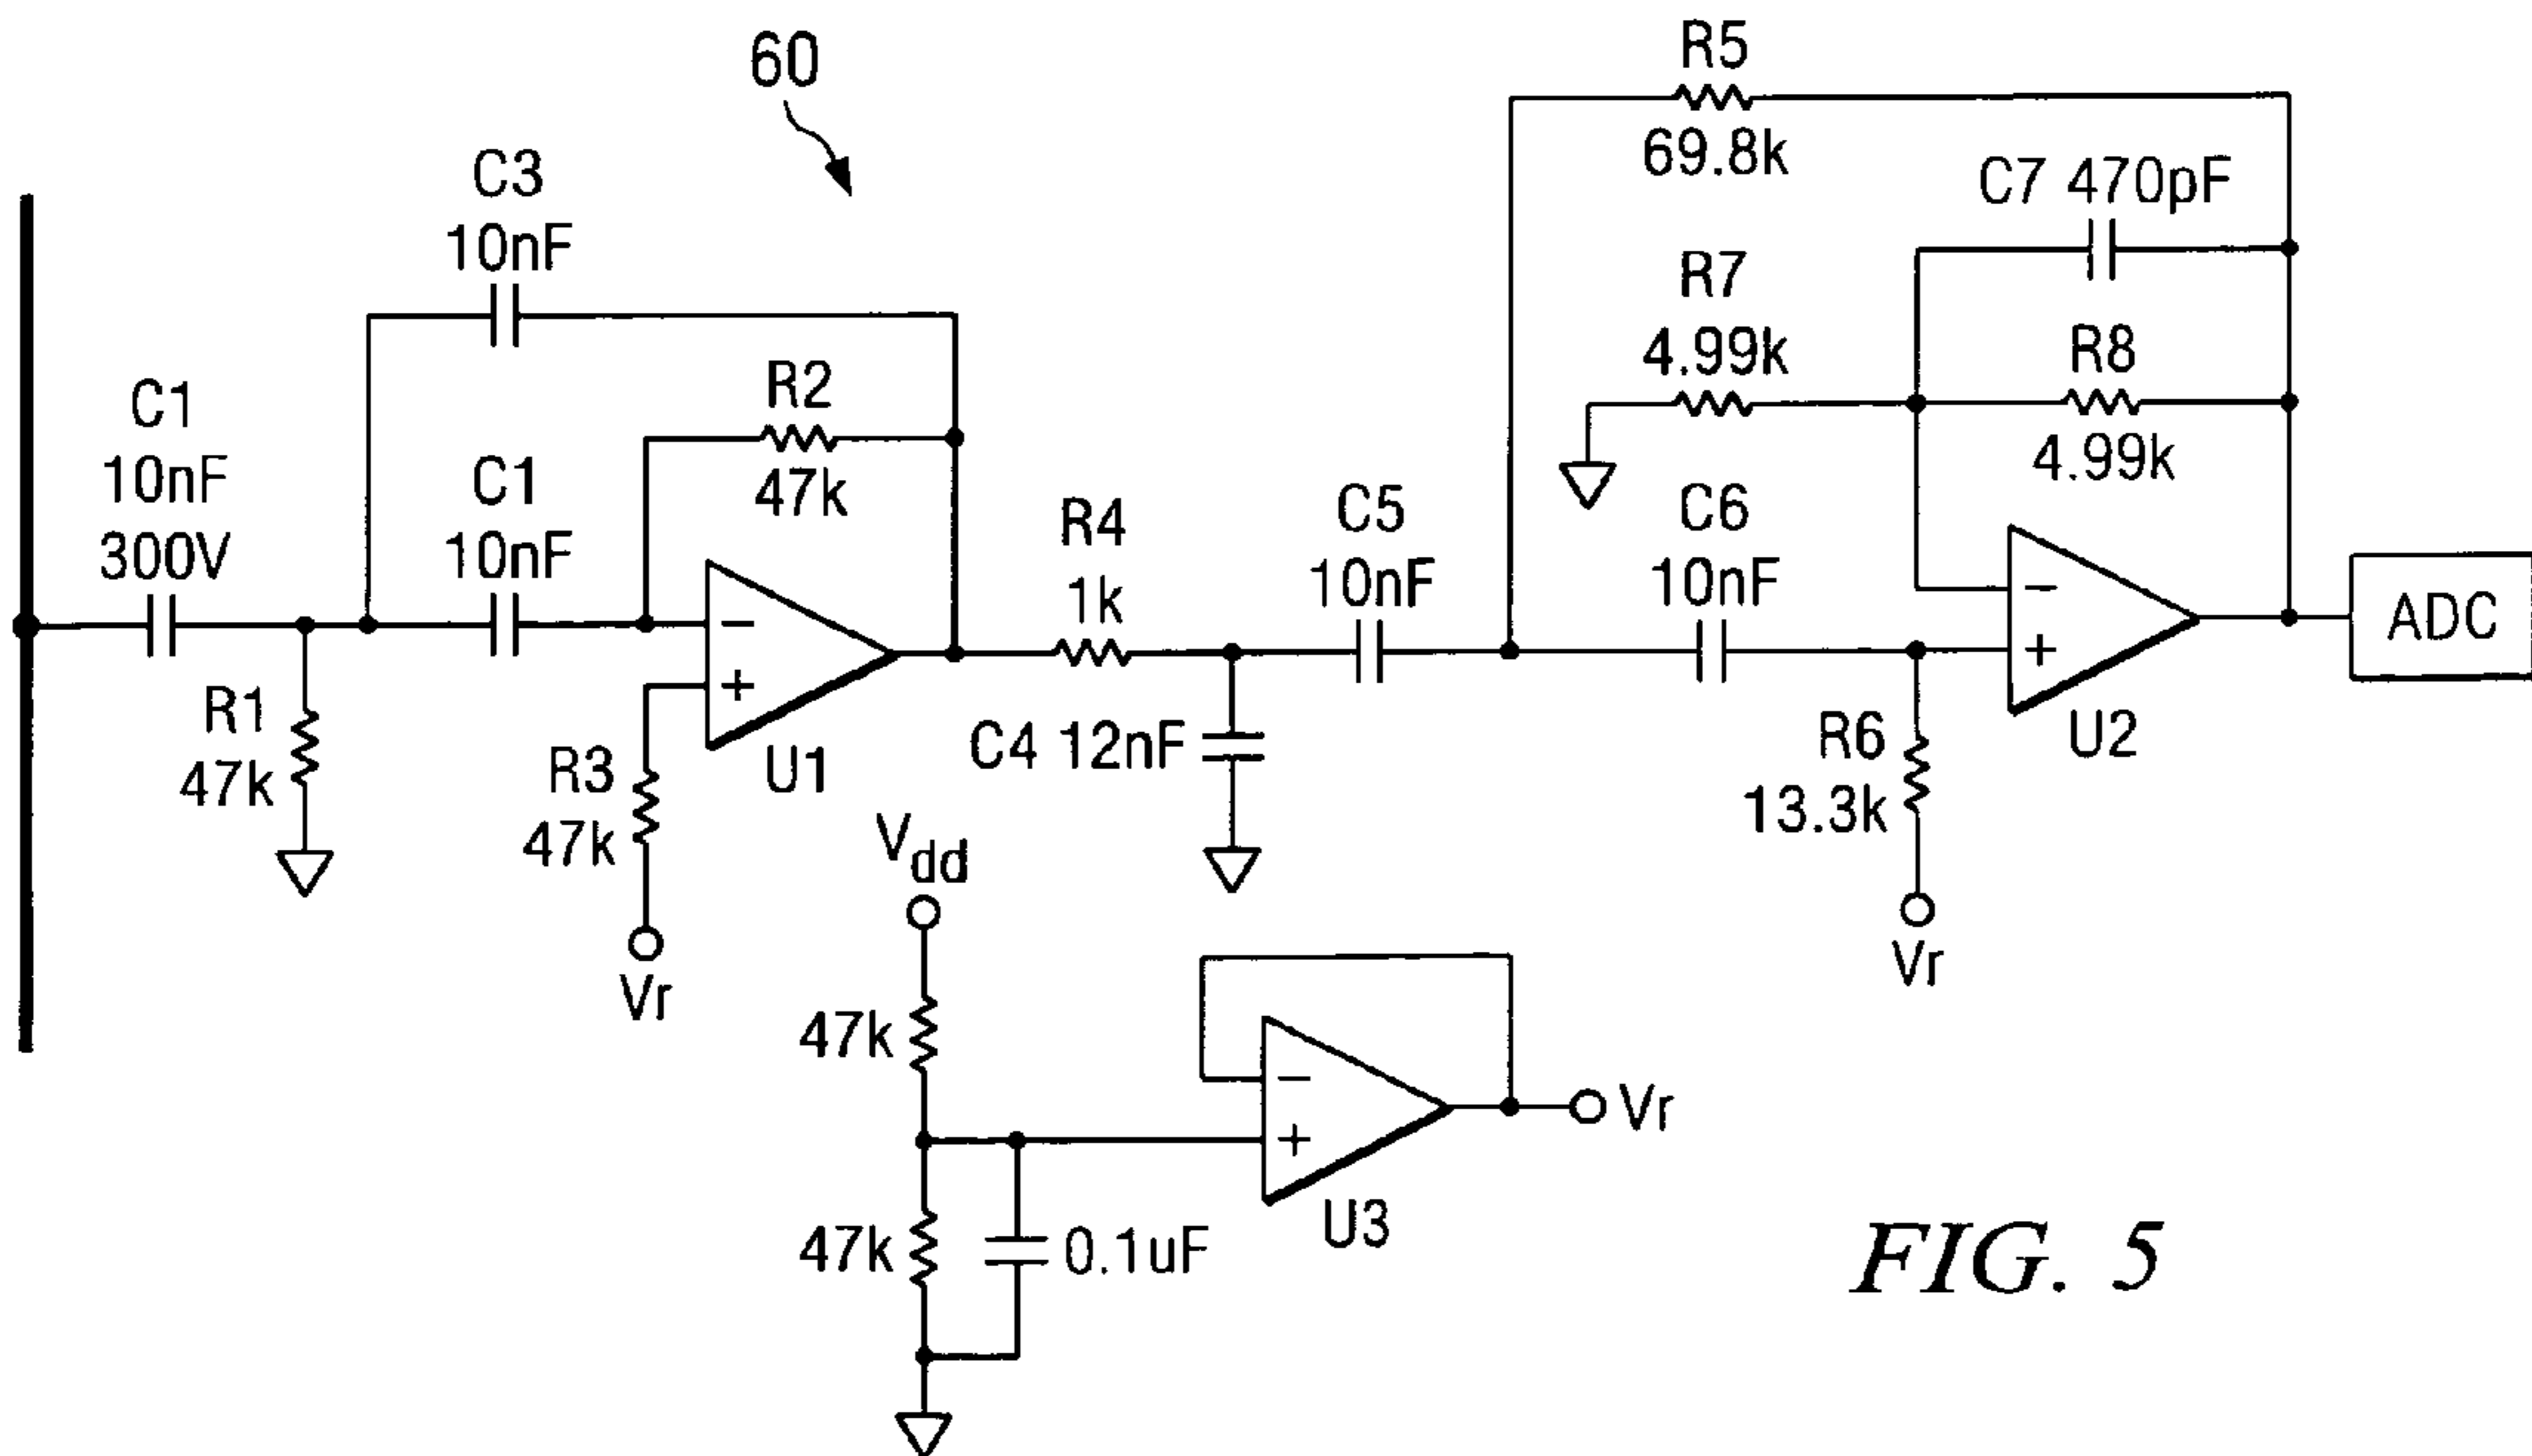 60
R5
69.8k
C3
10nF
C7 470pF
R7
4.99k
R2
47k
R8
4.99k
C1
10nF
300V
C1
10nF
R4
1k
C5
10nF
C6
10nF
−
+
U1
−
+
U2
ADC
R1
47k
R3
47k
Vr
C4 12nF
R6
13.3k
Vr
Vdd
47k
47k
0.1uF
−
+
U3
Vr
FIG. 5